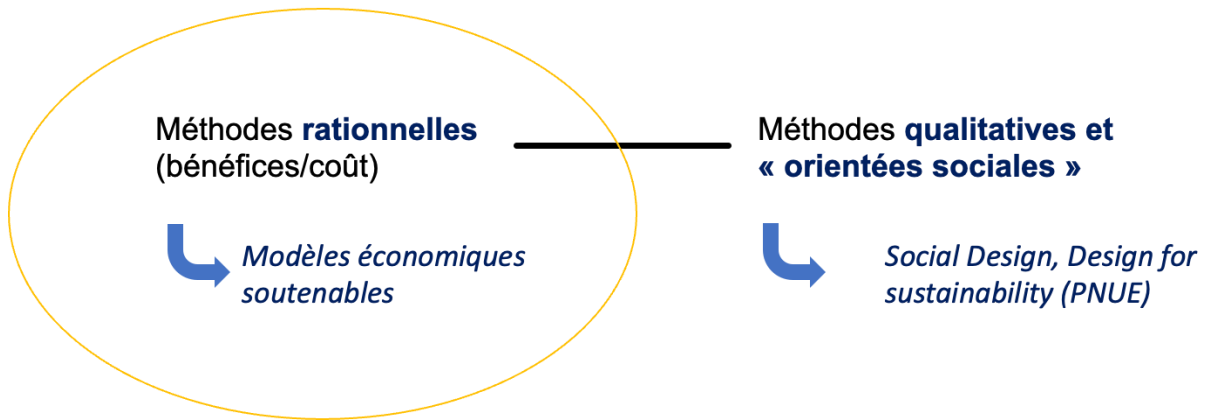 Méthodes rationnelles
(bénéfices/coût)
Modèles économiques
soutenables
Méthodes qualitatives et
« orientées sociales »
Social Design, Design for
sustainability (PNUE)